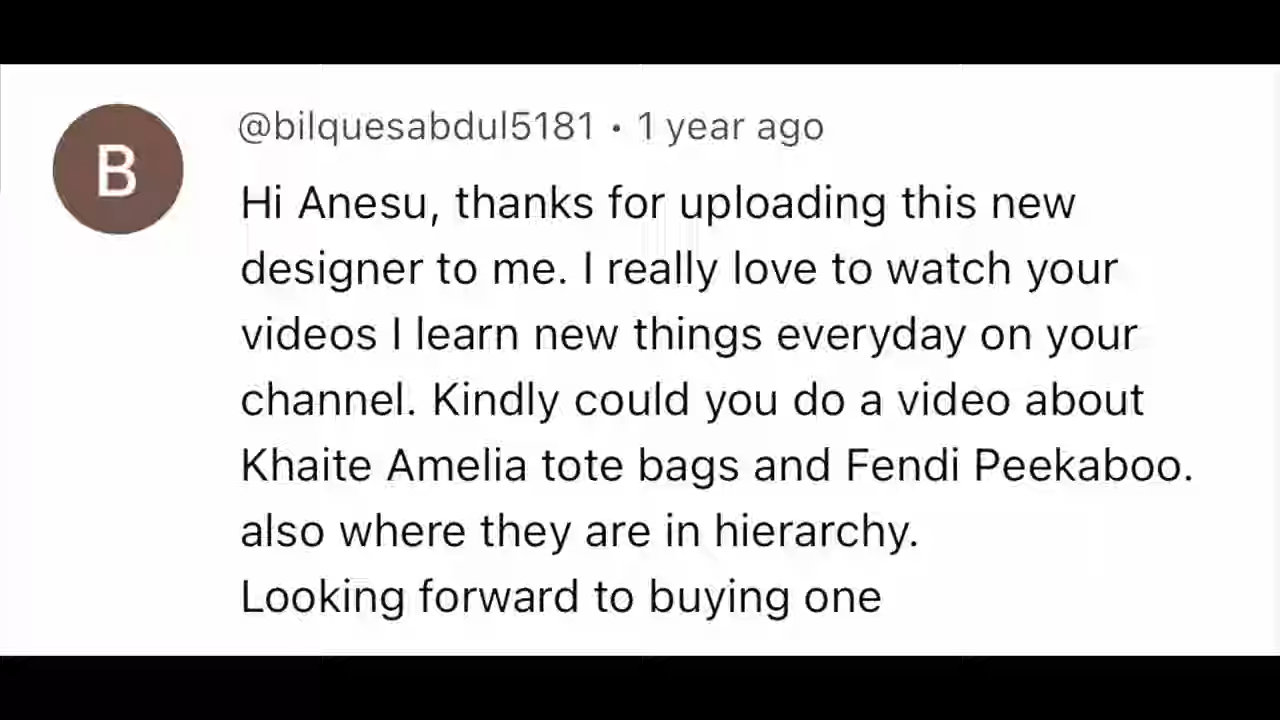 B
@bilquesabdul5181 • 1 year ago
Hi Anesu, thanks for uploading this new
designer to me. I really love to watch your
videos I learn new things everyday on your
channel. Kindly could you do a video about
Khaite Amelia tote bags and Fendi Peekaboo.
also where they are in hierarchy.
Looking forward to buying one